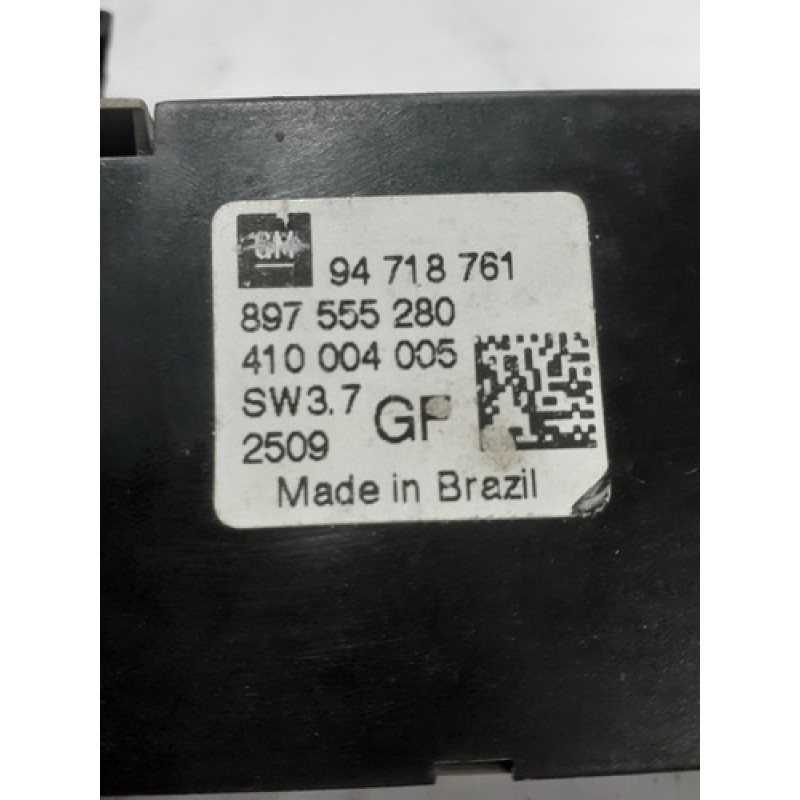 GM
94 718 761
897 555 280
410 004 005
SW3.7
GF
2509
Made in Brazil